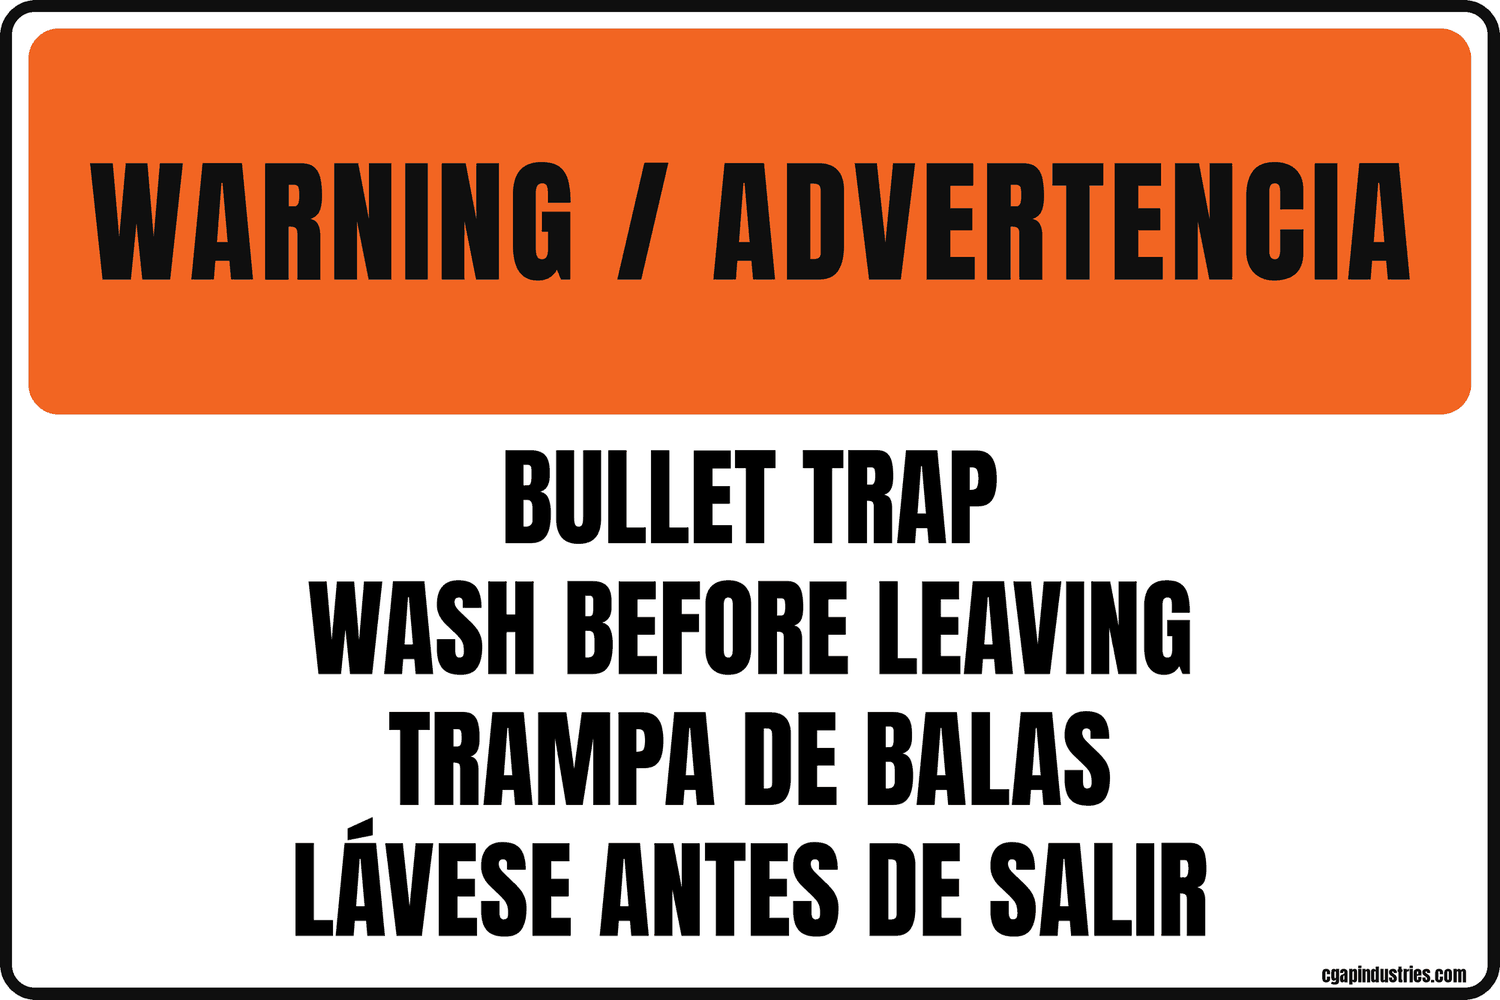 WARNING / ADVERTENCIA
BULLET TRAP
WASH BEFORE LEAVING
TRAMPA DE BALAS
LÁVESE ANTES DE SALIR
cgapindustries.com